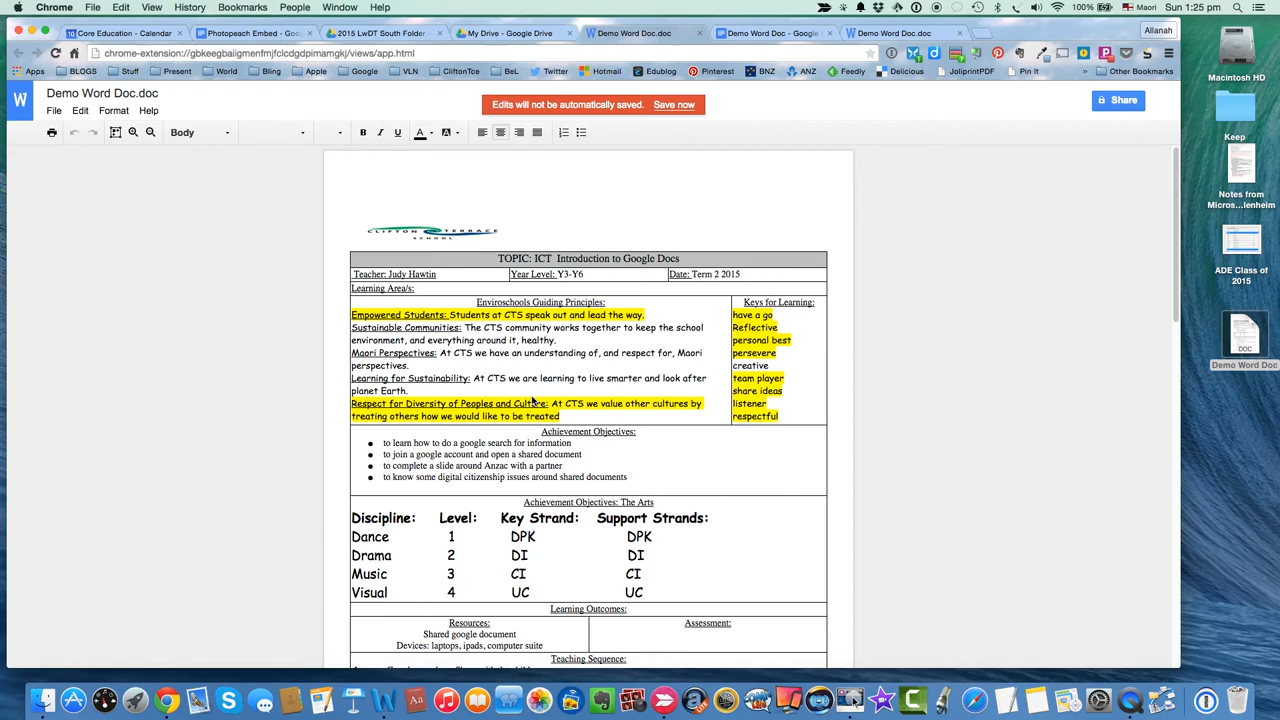 Chrome File Edit View History Bookmarks People Window Help 100% Maori Sun 1:25 pm
Core Education - Calendar Photopeach Embed - Goog 2015 LwDT South Folder - My Drive - Google Drive Demo Word Doc.doc Demo Word Doc - Google Demo Word Doc.doc Allanah
chrome-extension://gbkeegbaiigmenfmjfclcdgdpimamgkj/views/app.html
Apps BLOGS Stuff Present World Bling Apple Google VLN CliftonTce BeL Twitter Hotmail Edublog Pinterest BNZ ANZ Feedly Delicious JoliprintPDF Pin It » Other Bookmarks
Demo Word Doc.doc
File Edit Format Help
Edits will not be automatically saved. Save now
Share
Body B I U A A
CLIFTON TERRACE
SCHOOL
TOPIC: ICT Introduction to Google Docs
Teacher: Judy Hawtin Year Level: Y3-Y6 Date: Term 2 2015
Learning Area/s:
Enviroschools Guiding Principles:
Empowered Students: Students at CTS speak out and lead the way.
Sustainable Communities: The CTS community works together to keep the school
environment, and everything around it, healthy.
Maori Perspectives: At CTS we have an understanding of, and respect for, Maori
perspectives.
Learning for Sustainability: At CTS we are learning to live smarter and look after
planet Earth.
Respect for Diversity of Peoples and Culture: At CTS we value other cultures by
treating others how we would like to be treated
Keys for Learning:
have a go
Reflective
personal best
persevere
creative
team player
share ideas
listener
respectful
Achievement Objectives:
● to learn how to do a google search for information
● to join a google account and open a shared document
● to complete a slide around Anzac with a partner
● to know some digital citizenship issues around shared documents
Achievement Objectives: The Arts
Discipline: Level: Key Strand: Support Strands:
Dance 1 DPK DPK
Drama 2 DI DI
Music 3 CI CI
Visual 4 UC UC
Learning Outcomes:
Resources:
Shared google document
Devices: laptops, ipads, computer suite
Assessment:
Teaching Sequence:
Macintosh HD
Keep
Notes from
Micros...lenheim
ADE Class of
2015
DOC
Demo Word Doc